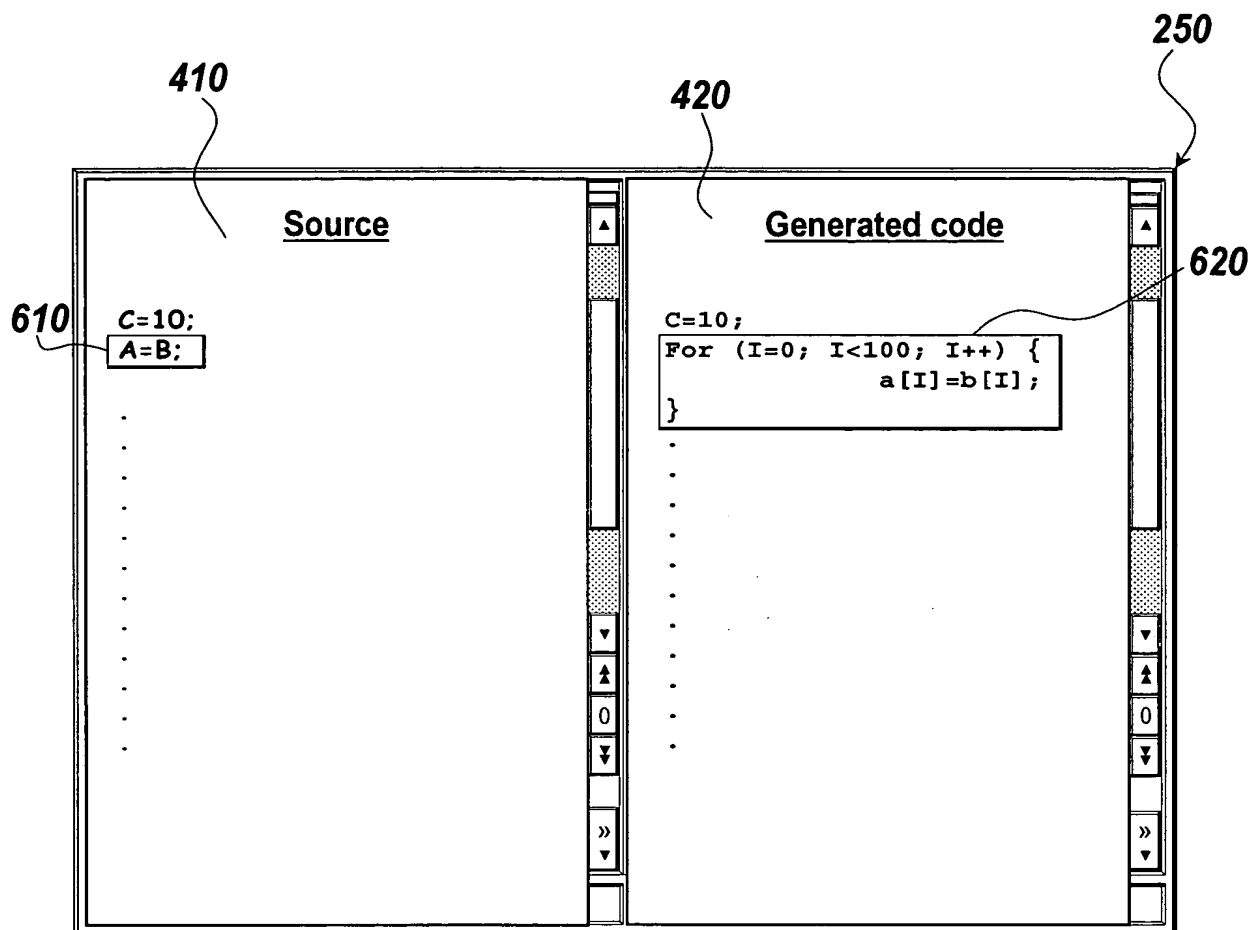 250
410
420
Source
Generated code
620
610
C=10;
A=B;
C=10;
For (I=0; I<100; I++) {
a[I]=b[I];
}
0
0
»
»